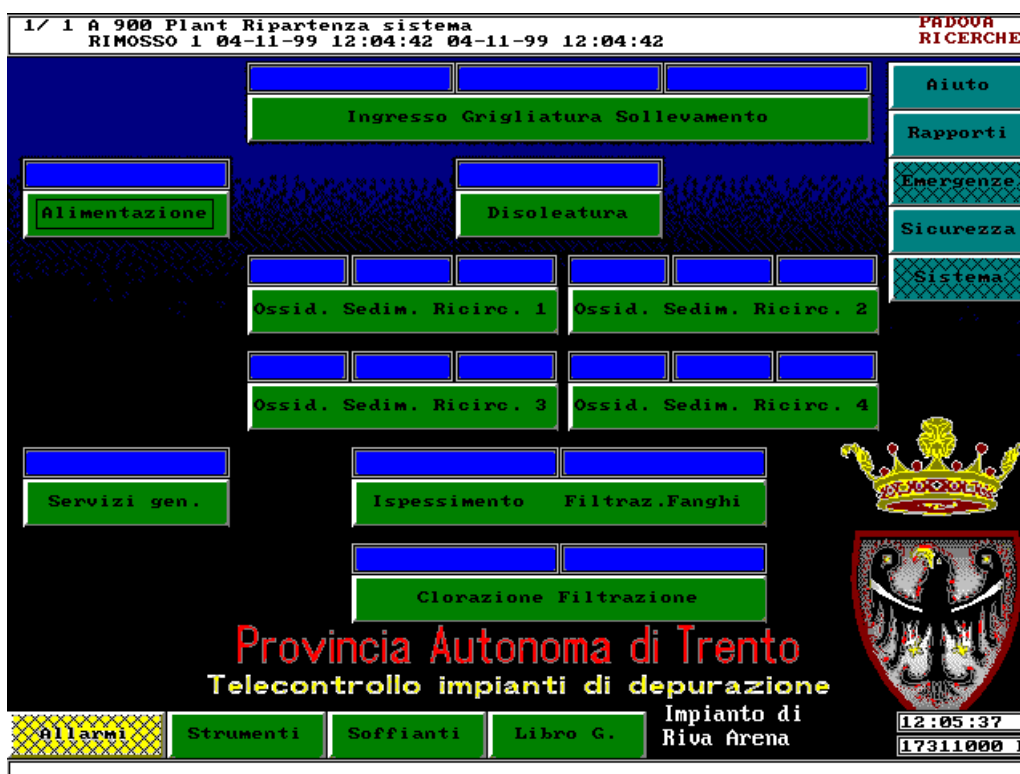 1/ 1 A 900 Plant Ripartenza sistema
RIMOSSO 1 04-11-99 12:04:42 04-11-99 12:04:42
PADOVA
RICERCHE
Ingresso Grigliatura Sollevamento
Aiuto
Rapporti
Emergenze
Sicurezza
Sistema
Alimentazione
Disoleatura
Ossid. Sedim. Ricirc. 1
Ossid. Sedim. Ricirc. 2
Ossid. Sedim. Ricirc. 3
Ossid. Sedim. Ricirc. 4
Servizi gen.
Ispessimento Filtraz.Fanghi
Clorazione Filtrazione
Provincia Autonoma di Trento
Telecontrollo impianti di depurazione
Impianto di
Riva Arena
Allarmi
Strumenti
Soffianti
Libro G.
12:05:37
17311000